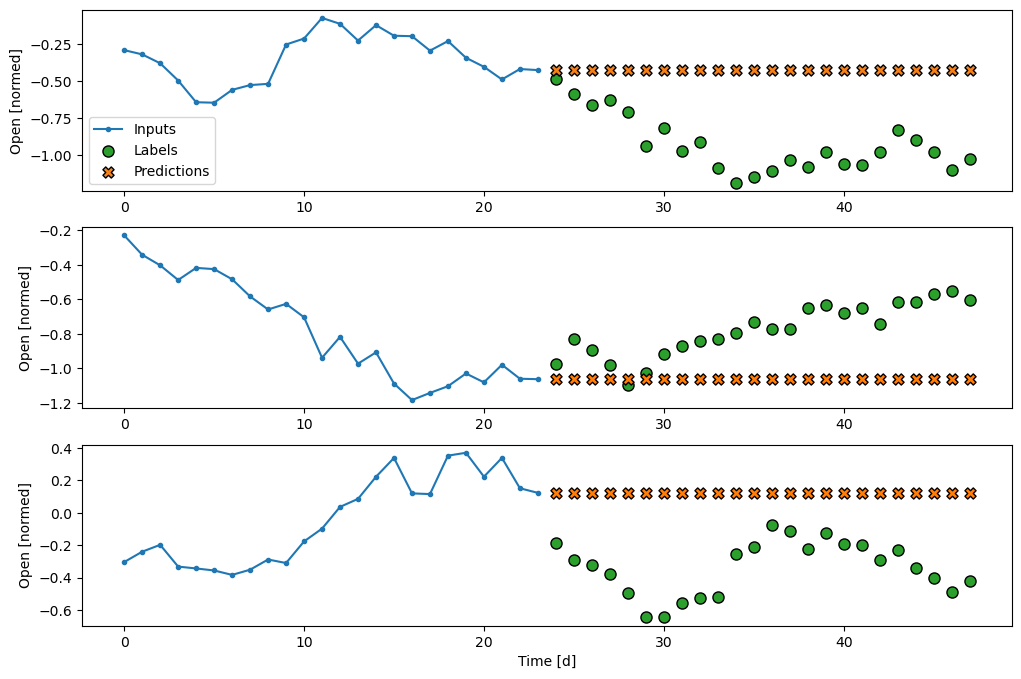 Open [normed]
−0.25
−0.50
−0.75
−1.00
Inputs
Labels
Predictions
0 10 20 30 40
Open [normed]
−0.2
−0.4
−0.6
−0.8
−1.0
−1.2
0 10 20 30 40
Open [normed]
0.4
0.2
0.0
−0.2
−0.4
−0.6
0 10 20 30 40
Time [d]